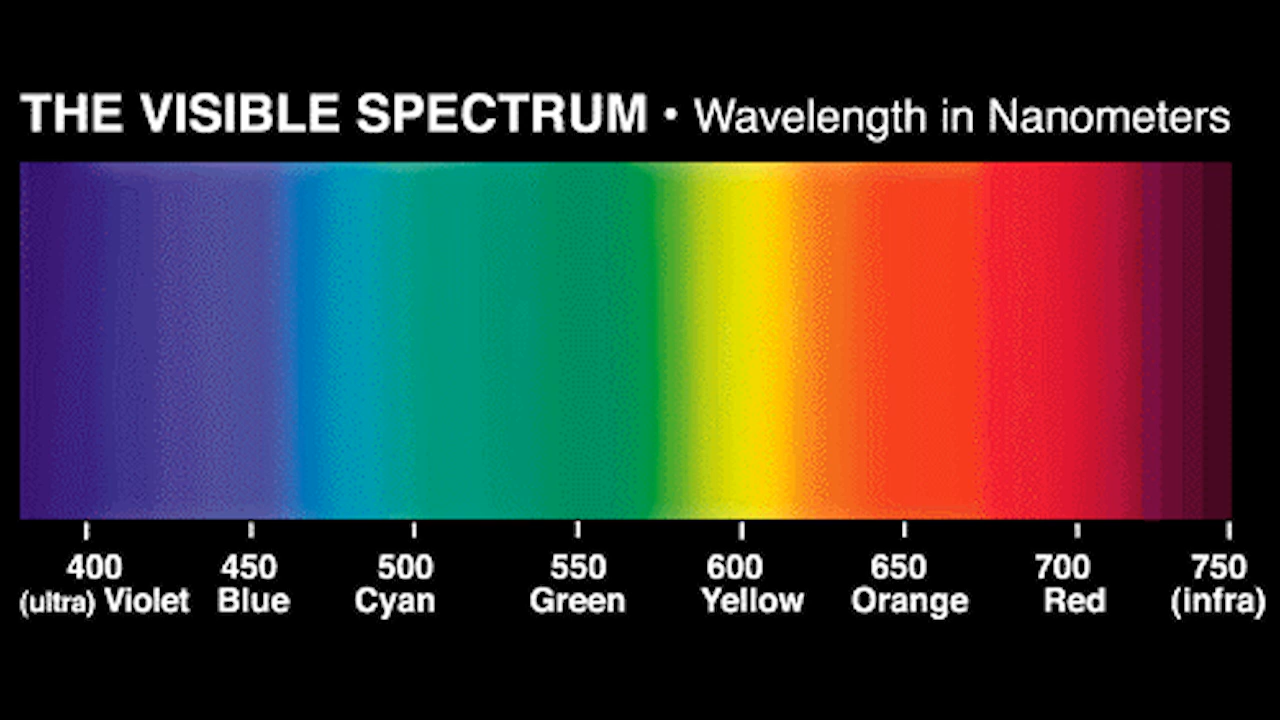 THE VISIBLE SPECTRUM • Wavelength in Nanometers
400 450 500 550 600 650 700 750
(ultra) Violet Blue Cyan Green Yellow Orange Red (infra)